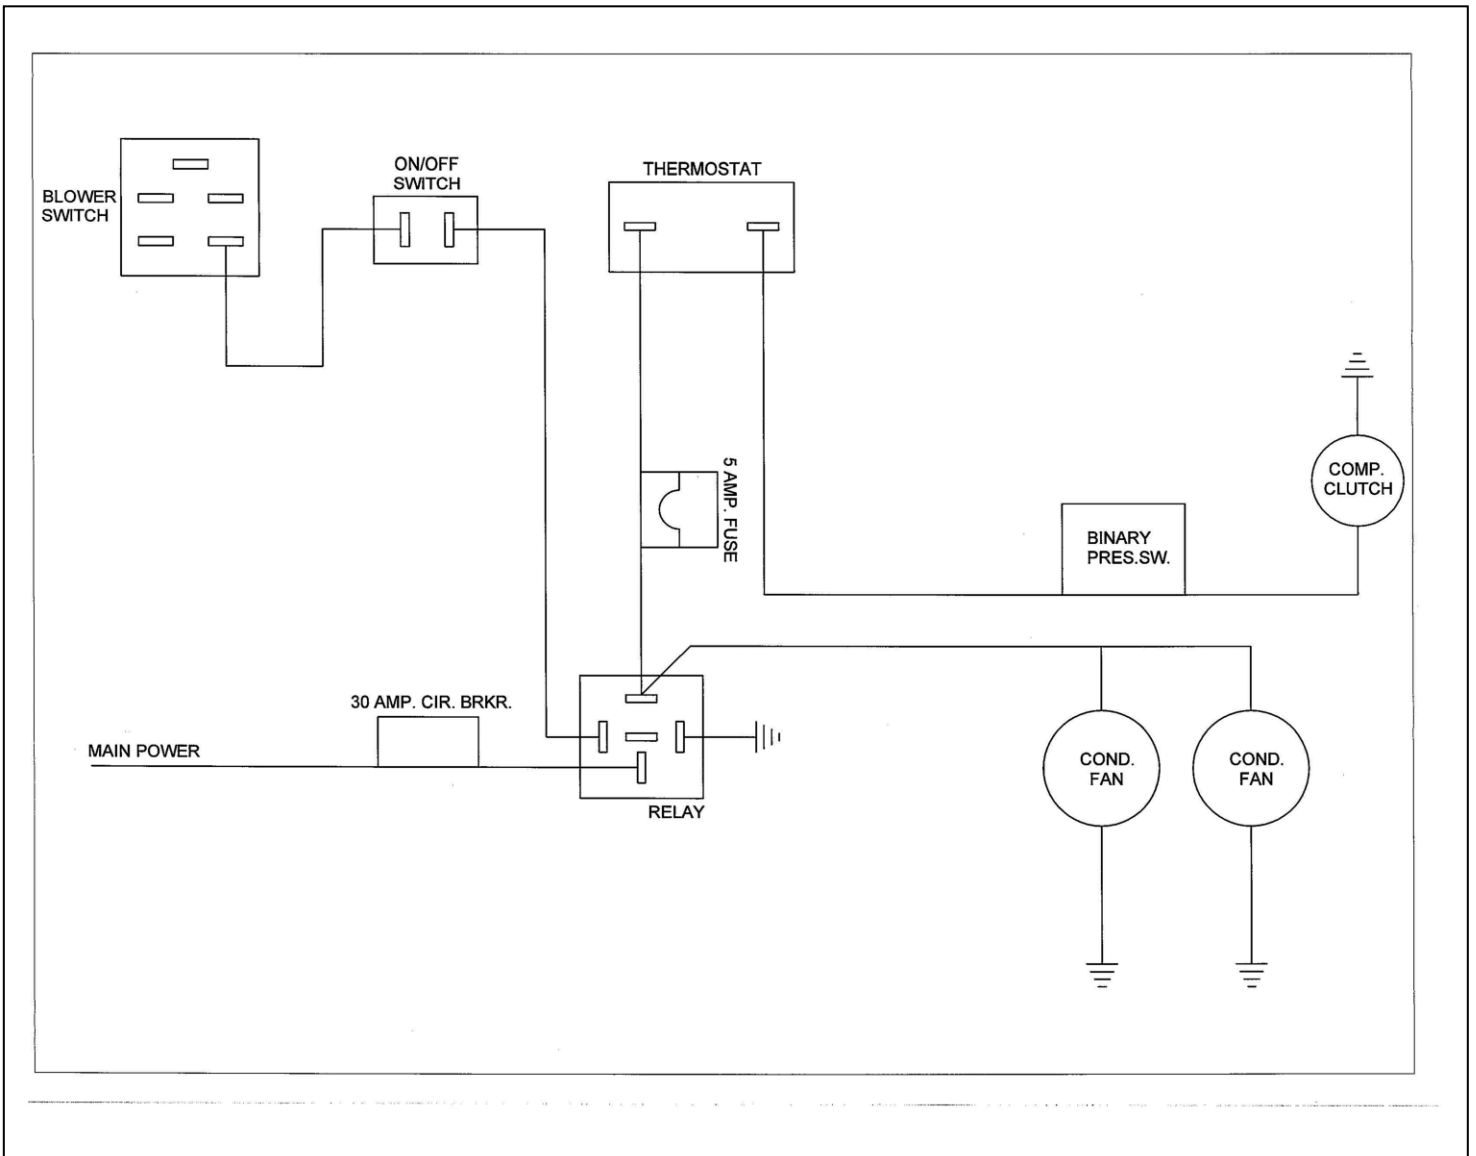 BLOWER
SWITCH
ON/OFF
SWITCH
THERMOSTAT
5 AMP. FUSE
COMP.
CLUTCH
BINARY
PRES.SW.
30 AMP. CIR. BRKR.
MAIN POWER
RELAY
COND.
FAN
COND.
FAN